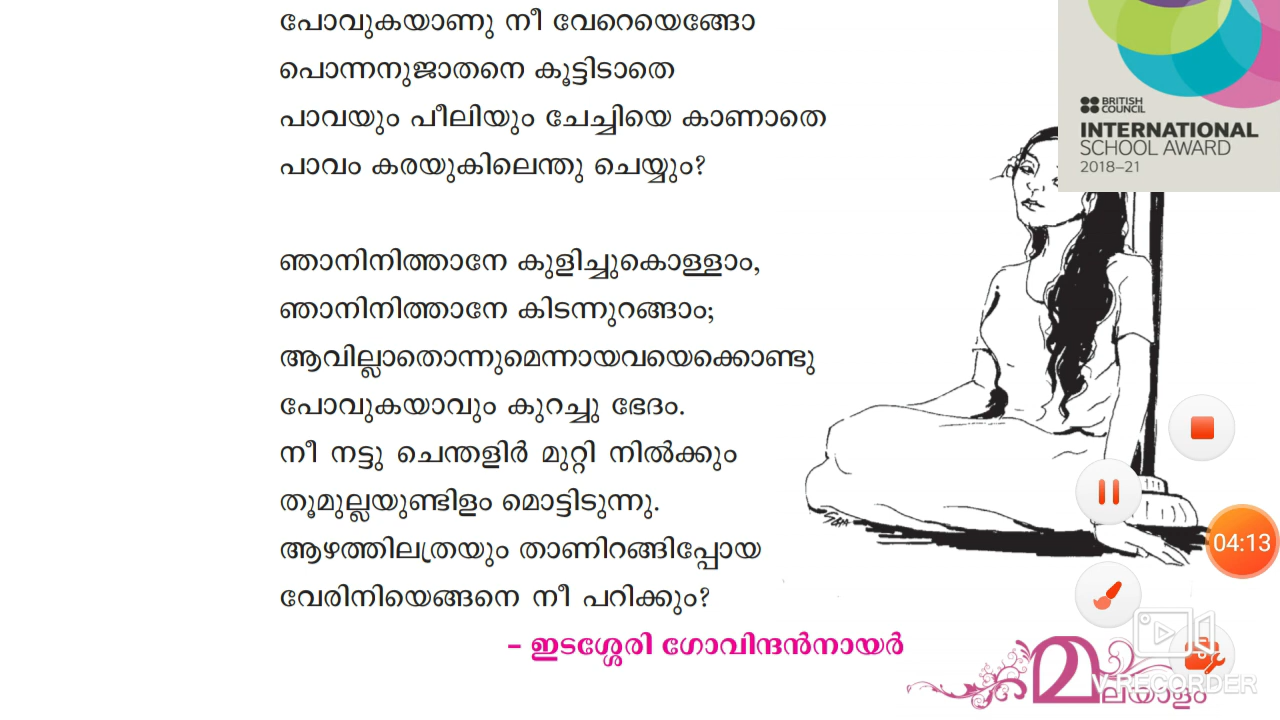 പോവുകയാണു നീ വേറെയെങ്ങോ
പൊന്നനുജാതനെ കൂട്ടിടാതെ
പാവയും പീലിയും ചേച്ചിയെ കാണാതെ
പാവം കരയുകിലെന്തു ചെയ്യും?
ഞാനിനിത്താനേ കുളിച്ചുകൊള്ളാം,
ഞാനിനിത്താനേ കിടന്നുറങ്ങാം;
ആവില്ലാതൊന്നുമെന്നായവയെക്കൊണ്ടു
പോവുകയാവും കുറച്ചു ഭേദം.
നീ നട്ടു ചെന്തളിർ മുറ്റി നിൽക്കും
തൂമുല്ലയുണ്ടിളം മൊട്ടിടുന്നു.
ആഴത്തിലത്രയും താണിറങ്ങിപ്പോയ
വേരിനിയെങ്ങനെ നീ പറിക്കും?
– ഇടശ്ശേരി ഗോവിന്ദൻനായർ
BRITISH
COUNCIL
INTERNATIONAL
SCHOOL AWARD
2018–21
04:13
മലയാളം
V RECORDER